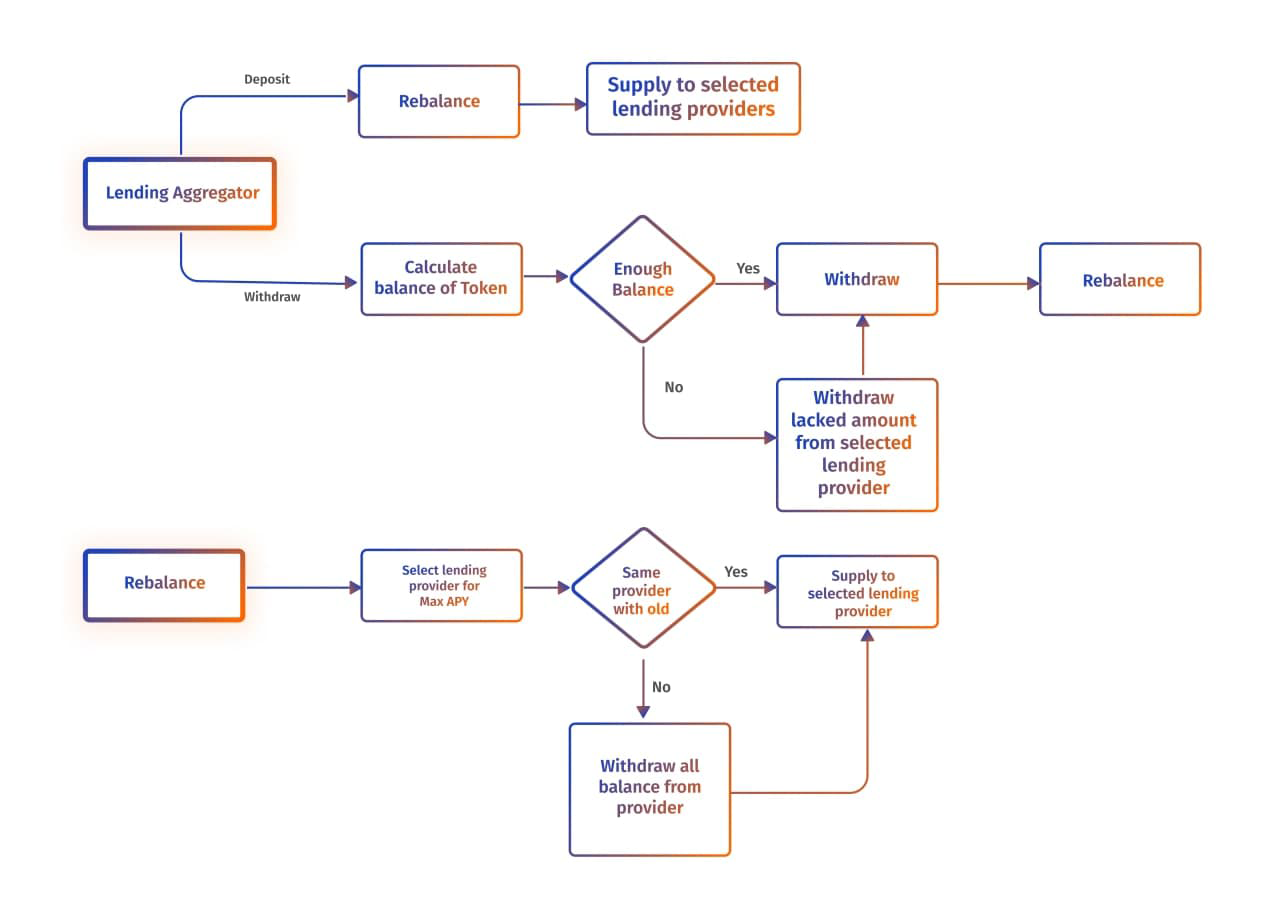 Deposit
Rebalance
Supply to selected
lending providers
Lending Aggregator
Withdraw
Calculate
balance of Token
Enough
Balance
Yes
Withdraw
Rebalance
No
Withdraw
lacked amount
from selected
lending
provider
Rebalance
Select lending
provider for
Max APY
Same
provider
with old
Yes
Supply to
selected lending
provider
No
Withdraw all
balance from
provider